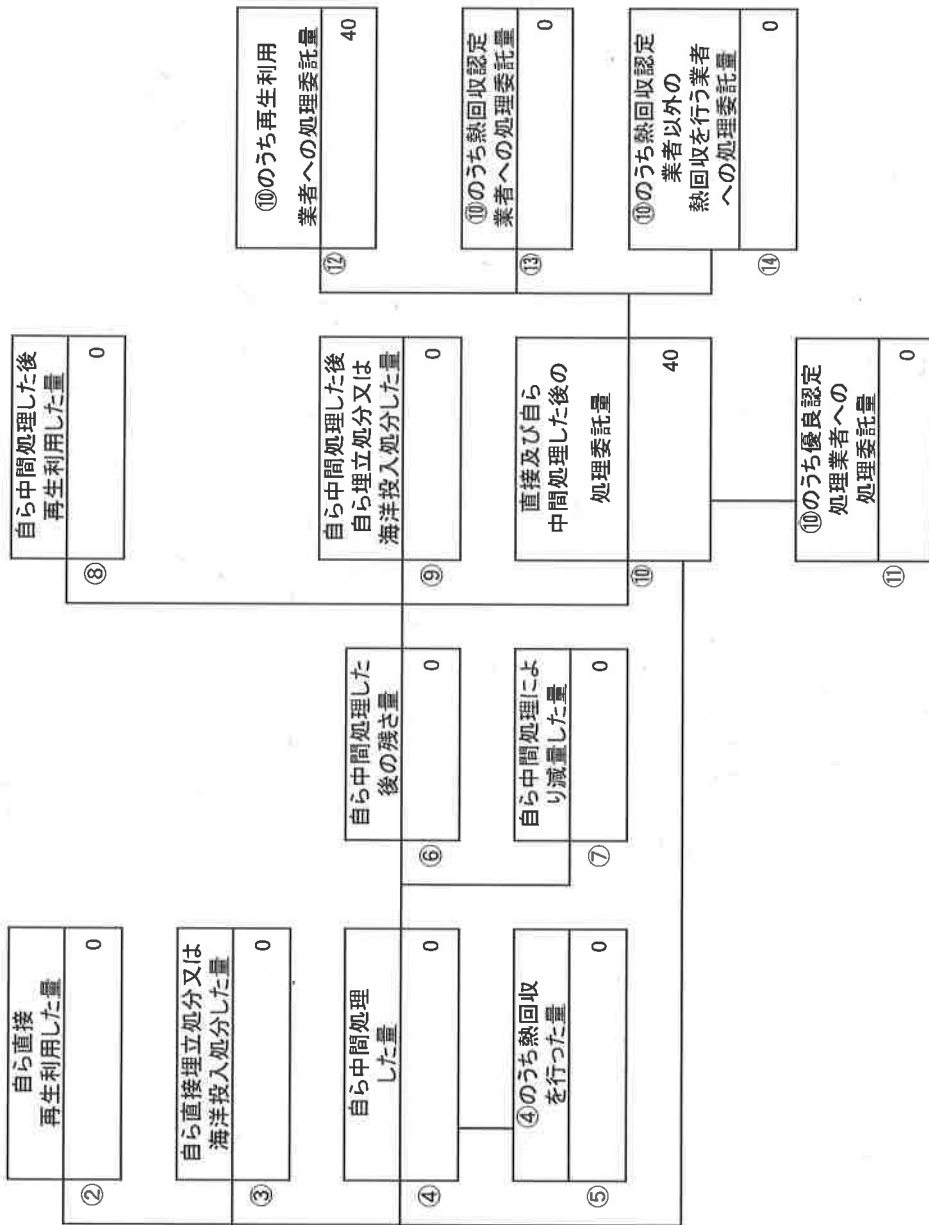 ②
自ら直接
再生利用した量
0
③
自ら直接埋立処分又は
海洋投入処分した量
0
④
自ら中間処理
した量
0
⑤
④のうち熱回収
を行った量
0
⑥
自ら中間処理した
後の残さ量
0
⑦
自ら中間処理によ
り減量した量
0
⑧
自ら中間処理した後
再生利用した量
0
⑨
自ら中間処理した後
自ら埋立処分又は
海洋投入処分した量
0
⑩
直接及び自ら
中間処理した後の
処理委託量
40
⑪
⑩のうち優良認定
処理業者への
処理委託量
0
⑫
⑩のうち再生利用
業者への処理委託量
40
⑬
⑩のうち熱回収認定
業者への処理委託量
0
⑭
⑩のうち熱回収認定
業者以外の
熱回収を行う業者
への処理委託量
0